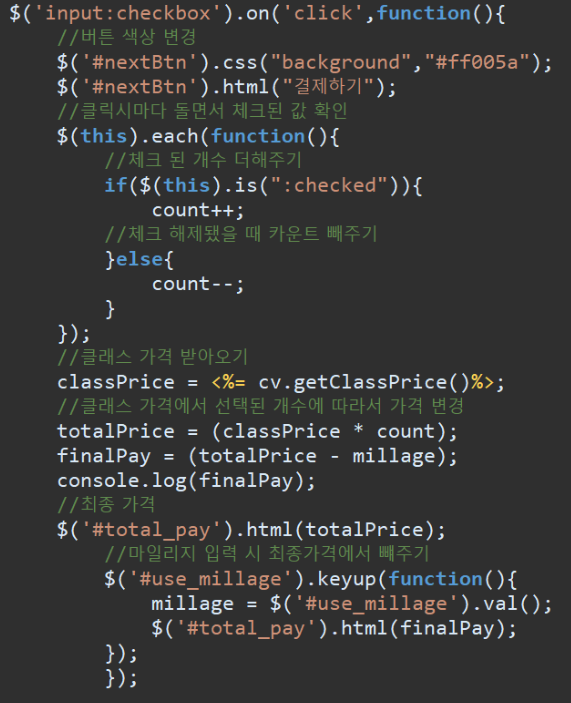 $('input:checkbox').on('click',function(){
//버튼 색상 변경
$('#nextBtn').css("background","#ff005a");
$('#nextBtn').html("결제하기");
//클릭시마다 돌면서 체크된 값 확인
$(this).each(function(){
//체크 된 개수 더해주기
if($(this).is(":checked")){
count++;
//체크 해제됐을 때 카운트 빼주기
}else{
count--;
}
});
//클래스 가격 받아오기
classPrice = <%= cv.getClassPrice()%>;
//클래스 가격에서 선택된 개수에 따라서 가격 변경
totalPrice = (classPrice * count);
finalPay = (totalPrice - millage);
console.log(finalPay);
//최종 가격
$('#total_pay').html(totalPrice);
//마일리지 입력 시 최종가격에서 빼주기
$('#use_millage').keyup(function(){
millage = $('#use_millage').val();
$('#total_pay').html(finalPay);
});
});